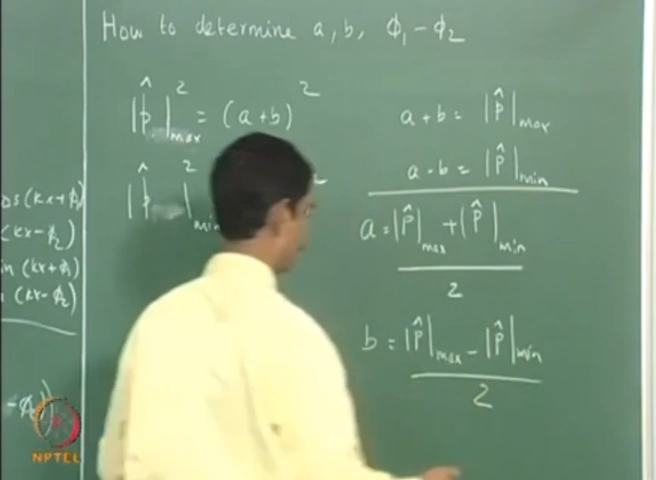 How to determine a, b, ϕ₁ - ϕ₂
|p̂|²max = (a+b)²
|p̂|²min
a + b = |p̂|max
a - b = |p̂|min
a = |p̂|max + |p̂|min
2
b = |p̂|max - |p̂|min
2
os(kx+ϕ₁)
(kx-ϕ₂)
in (kx+ϕ₁)
(kx-ϕ₂)
-ϕ₂)
NPTEL